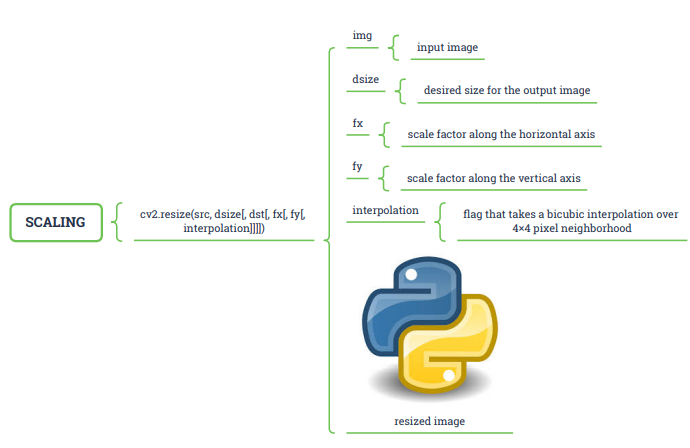 img
input image
dsize
desired size for the output image
fx
scale factor along the horizontal axis
fy
scale factor along the vertical axis
SCALING
cv2.resize(src, dsize[, dst[, fx[, fy[,
interpolation]]]])
interpolation
flag that takes a bicubic interpolation over
4×4 pixel neighborhood
resized image